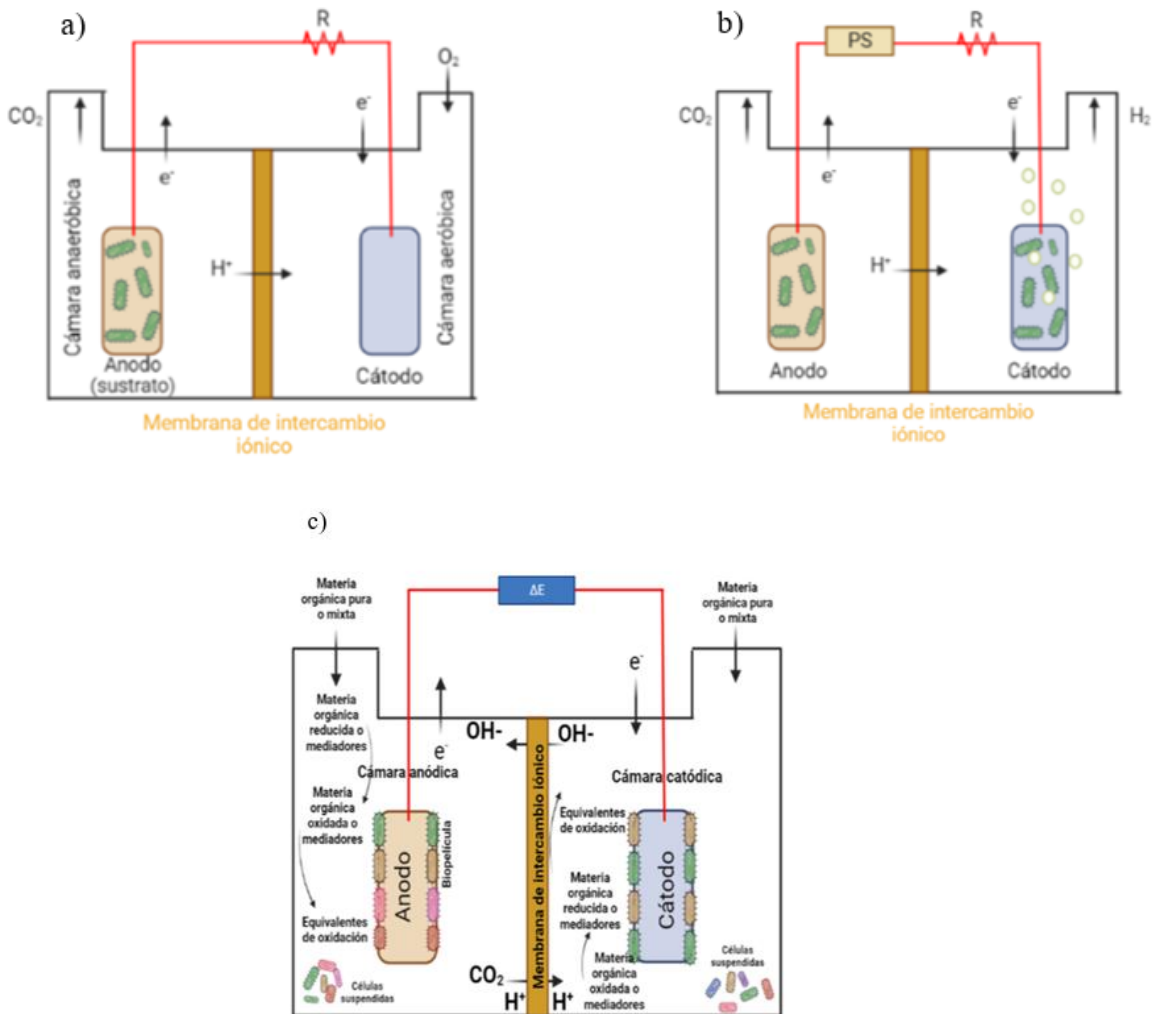 a)
R
O₂
CO₂
e⁻
e⁻
Cámara anaeróbica
H⁺
Cámara aeróbica
Anodo
(sustrato)
Cátodo
Membrana de intercambio
iónico
b)
PS
R
CO₂
e⁻
e⁻
H₂
H⁺
Anodo
Cátodo
Membrana de intercambio
iónico
c)
Materia
orgánica pura
o mixta
ΔE
Materia
orgánica pura
o mixta
e⁻
Materia
orgánica reducida o
mediadores
e⁻
OH-
OH-
Cámara anódica
Cámara catódica
Materia
orgánica
oxidada o
mediadores
Anodo
Biopelícula
Membrana de intercambio iónico
Equivalentes
de oxidación
Cátodo
Materia
orgánica
reducida o
mediadores
Equivalentes
de oxidación
Células
suspendidas
CO₂
H⁺
H⁺
Materia
orgánica
oxidada o
mediadores
Células
suspendidas